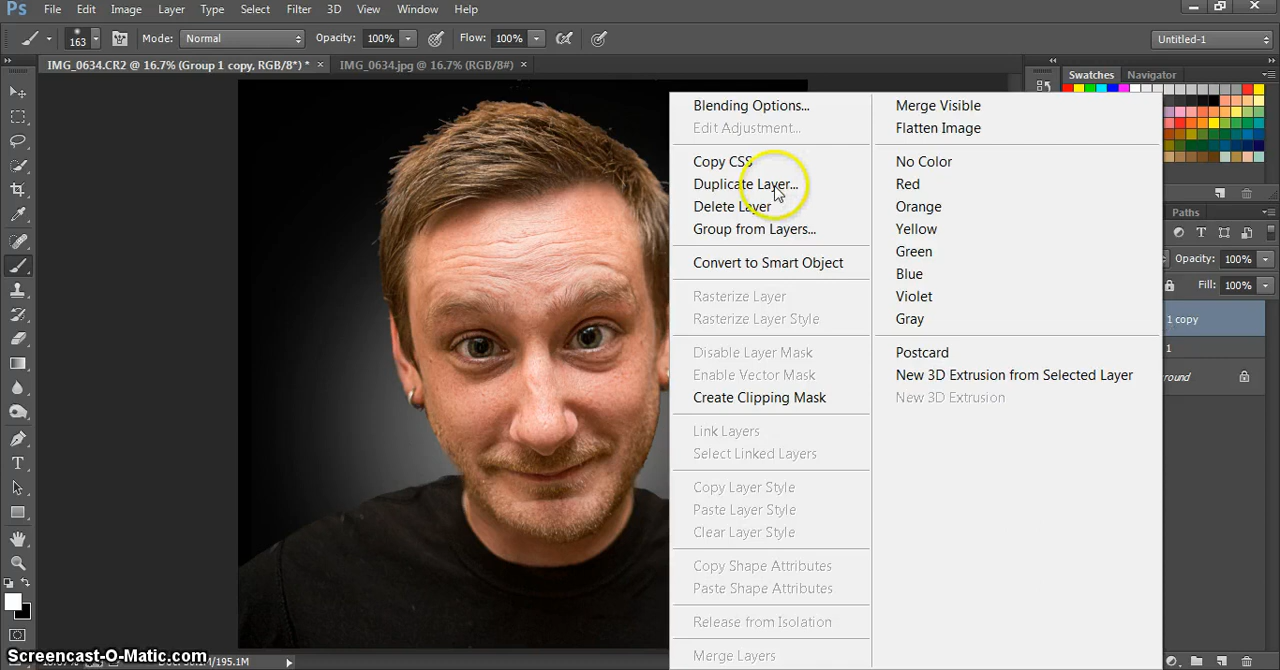 Ps File Edit Image Layer Type Select Filter 3D View Window Help
163 Mode: Normal Opacity: 100% Flow: 100% Untitled-1
IMG_0634.CR2 @ 16.7% (Group 1 copy, RGB/8*) * × IMG_0634.jpg @ 16.7% (RGB/8#) ×
Swatches Navigator
Blending Options...
Edit Adjustment...
Copy CSS
Duplicate Layer...
Delete Layer
Group from Layers...
Convert to Smart Object
Rasterize Layer
Rasterize Layer Style
Disable Layer Mask
Enable Vector Mask
Create Clipping Mask
Link Layers
Select Linked Layers
Copy Layer Style
Paste Layer Style
Clear Layer Style
Copy Shape Attributes
Paste Shape Attributes
Release from Isolation
Merge Layers
Merge Visible
Flatten Image
No Color
Red
Orange
Yellow
Green
Blue
Violet
Gray
Postcard
New 3D Extrusion from Selected Layer
New 3D Extrusion
Paths
Opacity: 100%
Fill: 100%
1 copy
1
round
Screencast-O-Matic.com